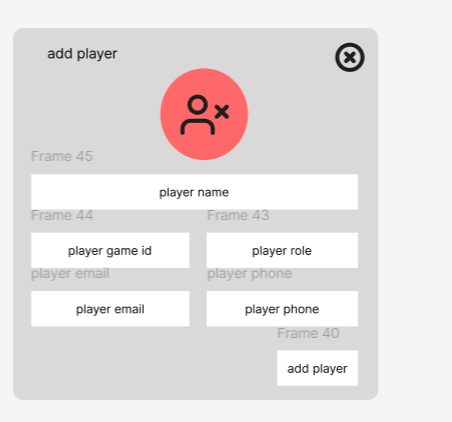 add player
Frame 45
player name
Frame 44 Frame 43
player game id player role
player email player phone
player email player phone
Frame 40
add player